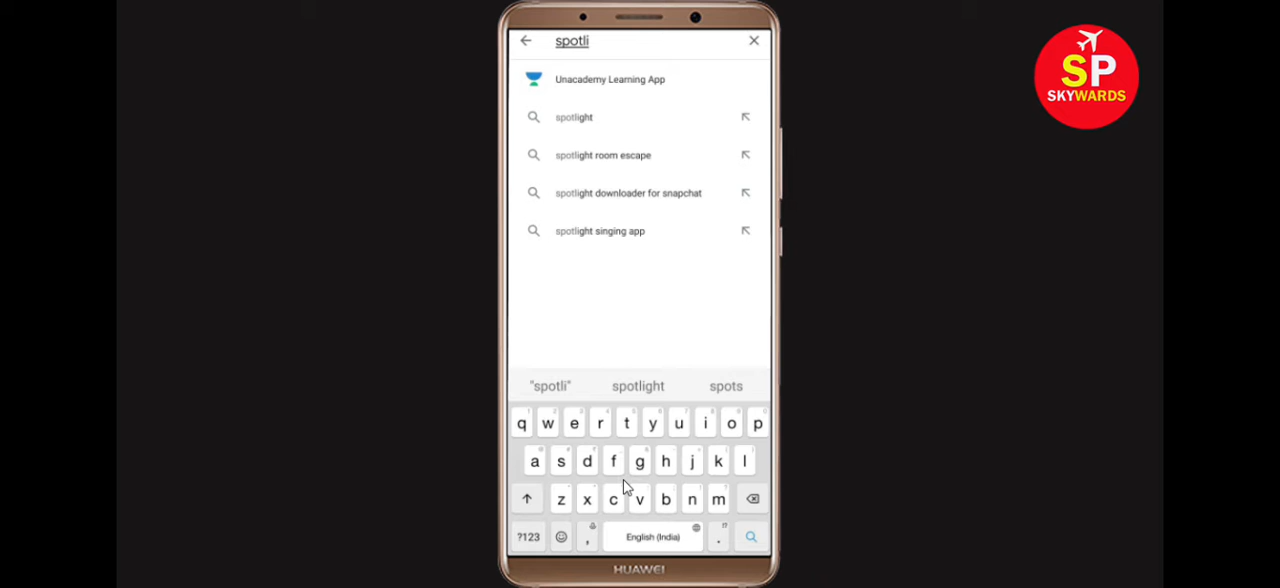 spotli
SP
SKYWARDS
Unacademy Learning App
spotlight
spotlight room escape
spotlight downloader for snapchat
spotlight singing app
"spotli" spotlight spots
q w e r t y u i o p
a s d f g h j k l
z x c v b n m
?123 , English (India) .
HUAWEI